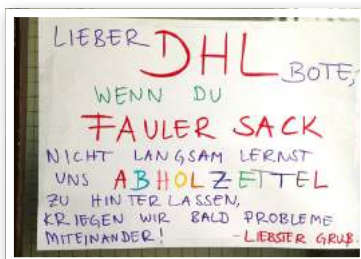 LIEBER DHL BOTE,
WENN DU
FAULER SACK
NICHT LANGSAM LERNST
UNS ABHOLZETTEL
ZU HINTERLASSEN,
KRIEGEN WIR BALD PROBLEME
MITEINANDER! - LIEBSTER GRUß.